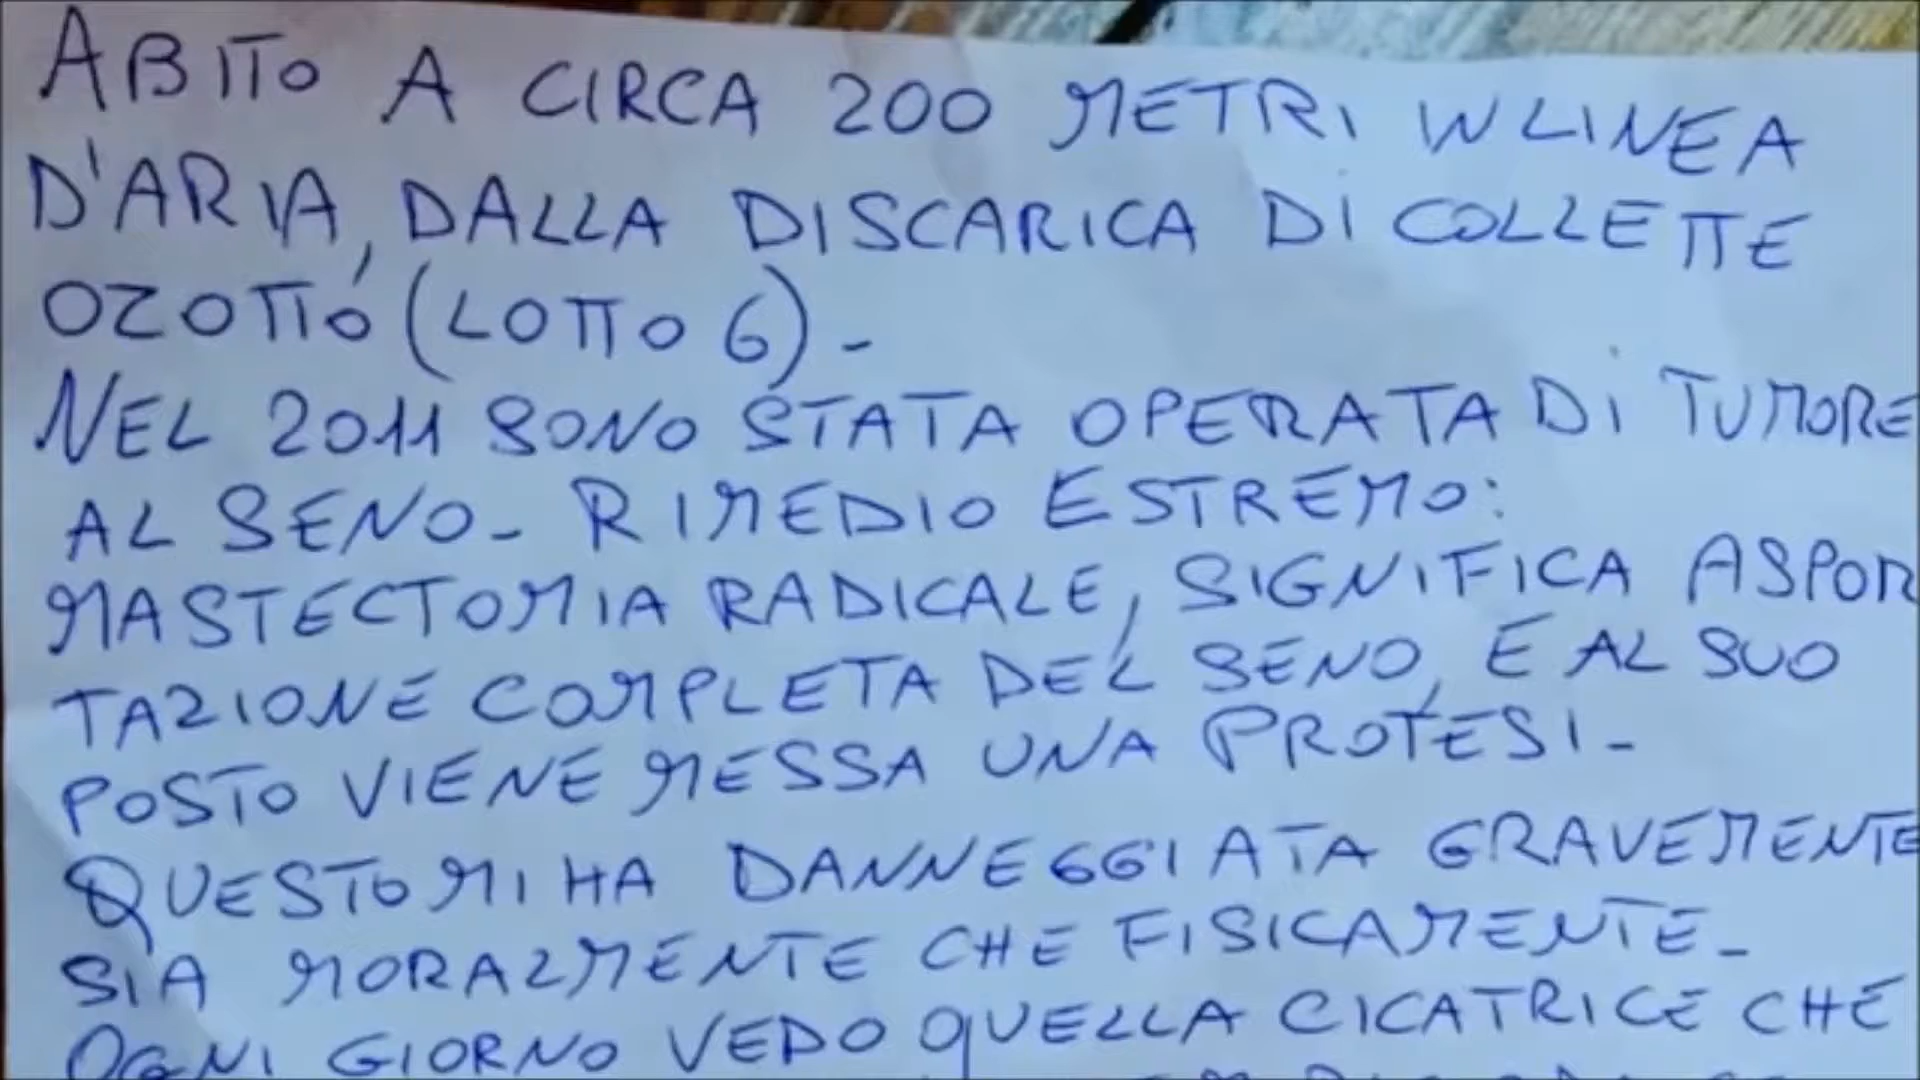 ABITO A CIRCA 200 METRI IN LINEA
D'ARIA, DALLA DISCARICA DI COLLETTE
OZOTTO (LOTTO 6)-
NEL 2011 SONO STATA OPERATA DI TUMORE
AL SENO- RIMEDIO ESTREMO:
MASTECTOMIA RADICALE, SIGNIFICA ASPOR
TAZIONE COMPLETA DEL SENO, E AL SUO
POSTO VIENE MESSA UNA PROTESI-
QUESTO MI HA DANNEGGIATA GRAVEMENTE
SIA MORALMENTE CHE FISICAMENTE-
OGNI GIORNO VEDO QUELLA CICATRICE CHE